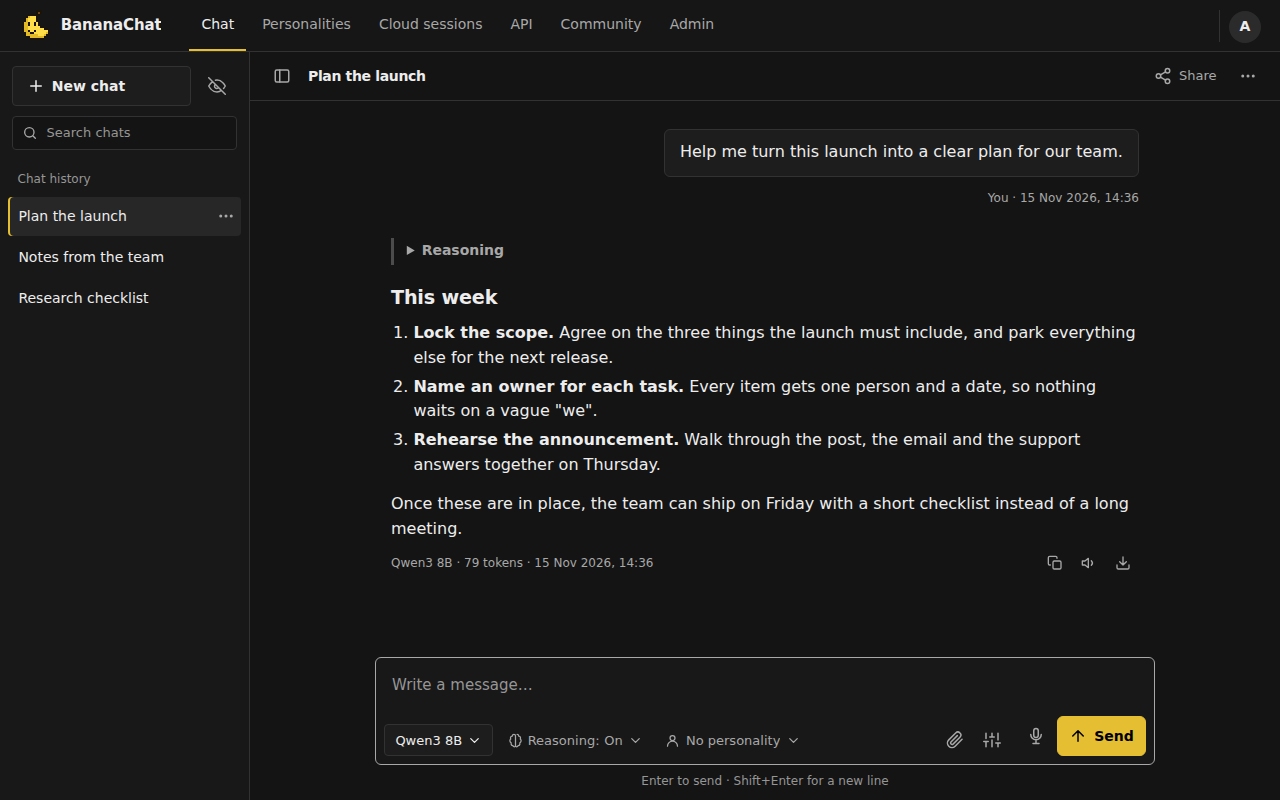 BananaChat
Chat
Personalities
Cloud sessions
API
Community
Admin
A
New chat
Search chats
Chat history
Plan the launch
Notes from the team
Research checklist
Plan the launch
Share
Help me turn this launch into a clear plan for our team.
You · 15 Nov 2026, 14:36
Reasoning
This week
1. Lock the scope. Agree on the three things the launch must include, and park everything
else for the next release.
2. Name an owner for each task. Every item gets one person and a date, so nothing
waits on a vague "we".
3. Rehearse the announcement. Walk through the post, the email and the support
answers together on Thursday.
Once these are in place, the team can ship on Friday with a short checklist instead of a long
meeting.
Qwen3 8B · 79 tokens · 15 Nov 2026, 14:36
Write a message...
Qwen3 8B
Reasoning: On
No personality
Send
Enter to send · Shift+Enter for a new line